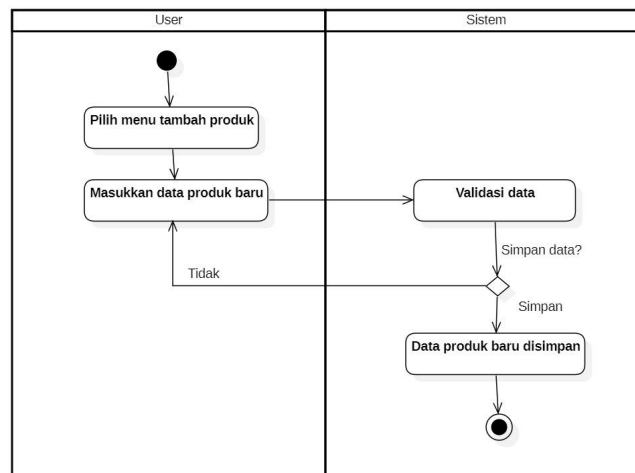 User
Sistem
Pilih menu tambah produk
Masukkan data produk baru
Validasi data
Simpan data?
Tidak
Simpan
Data produk baru disimpan